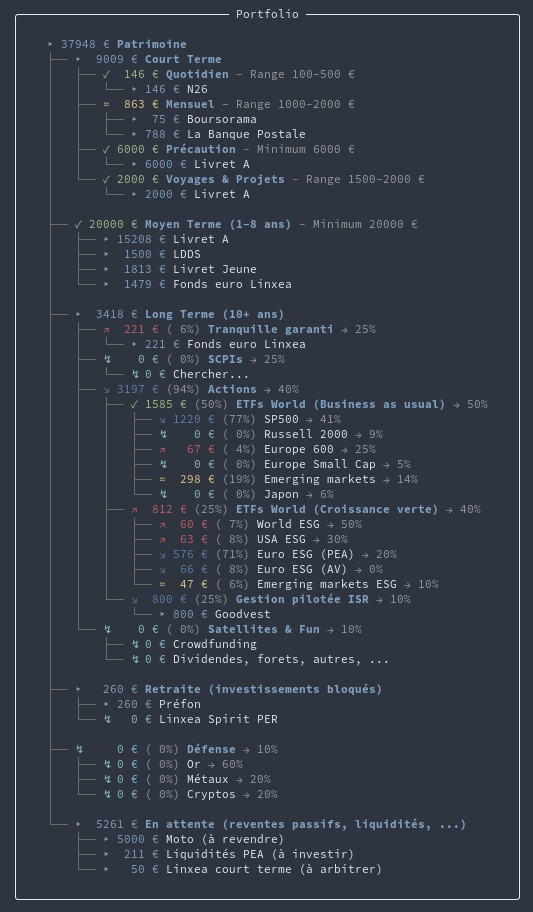 Portfolio
‣ 37948 € Patrimoine
├── ‣  9009 € Court Terme
│   ├── ✓  146 € Quotidien - Range 100-500 €
│   │   └── ‣ 146 € N26
│   ├── ≈  863 € Mensuel - Range 1000-2000 €
│   │   ├── ‣  75 € Boursorama
│   │   └── ‣ 788 € La Banque Postale
│   ├── ✓ 6000 € Précaution - Minimum 6000 €
│   │   └── ‣ 6000 € Livret A
│   └── ✓ 2000 € Voyages & Projets - Range 1500-2000 €
│       └── ‣ 2000 € Livret A
│
├── ✓ 20000 € Moyen Terme (1-8 ans) - Minimum 20000 €
│   ├── ‣ 15208 € Livret A
│   ├── ‣  1500 € LDDS
│   ├── ‣  1813 € Livret Jeune
│   └── ‣  1479 € Fonds euro Linxea
│
├── ‣  3418 € Long Terme (10+ ans)
│   ├── ↗  221 € ( 6%) Tranquille garanti → 25%
│   │   └── ‣ 221 € Fonds euro Linxea
│   ├── ↯    0 € ( 0%) SCPIs → 25%
│   │   └── ↯ 0 € Chercher...
│   ├── ↘ 3197 € (94%) Actions → 40%
│   │   ├── ✓ 1585 € (50%) ETFs World (Business as usual) → 50%
│   │   │   ├── ↘ 1220 € (77%) SP500 → 41%
│   │   │   ├── ↯    0 € ( 0%) Russell 2000 → 9%
│   │   │   ├── ↗   67 € ( 4%) Europe 600 → 25%
│   │   │   ├── ↯    0 € ( 0%) Europe Small Cap → 5%
│   │   │   ├── ≈  298 € (19%) Emerging markets → 14%
│   │   │   └── ↯    0 € ( 0%) Japon → 6%
│   │   ├── ↗  812 € (25%) ETFs World (Croissance verte) → 40%
│   │   │   ├── ↗  60 € ( 7%) World ESG → 50%
│   │   │   ├── ↗  63 € ( 8%) USA ESG → 30%
│   │   │   ├── ↘ 576 € (71%) Euro ESG (PEA) → 20%
│   │   │   ├── ↘  66 € ( 8%) Euro ESG (AV) → 0%
│   │   │   └── ≈  47 € ( 6%) Emerging markets ESG → 10%
│   │   └── ↘  800 € (25%) Gestion pilotée ISR → 10%
│   │       └── ‣ 800 € Goodvest
│   └── ↯    0 € ( 0%) Satellites & Fun → 10%
│       ├── ↯ 0 € Crowdfunding
│       └── ↯ 0 € Dividendes, forets, autres, ...
│
├── ‣   260 € Retraite (investissements bloqués)
│   ├── ‣ 260 € Préfon
│   └── ↯   0 € Linxea Spirit PER
│
├── ↯     0 € ( 0%) Défense → 10%
│   ├── ↯ 0 € ( 0%) Or → 60%
│   ├── ↯ 0 € ( 0%) Métaux → 20%
│   └── ↯ 0 € ( 0%) Cryptos → 20%
│
└── ‣  5261 € En attente (reventes passifs, liquidités, ...)
    ├── ‣ 5000 € Moto (à revendre)
    ├── ‣  211 € Liquidités PEA (à investir)
    └── ‣   50 € Linxea court terme (à arbitrer)